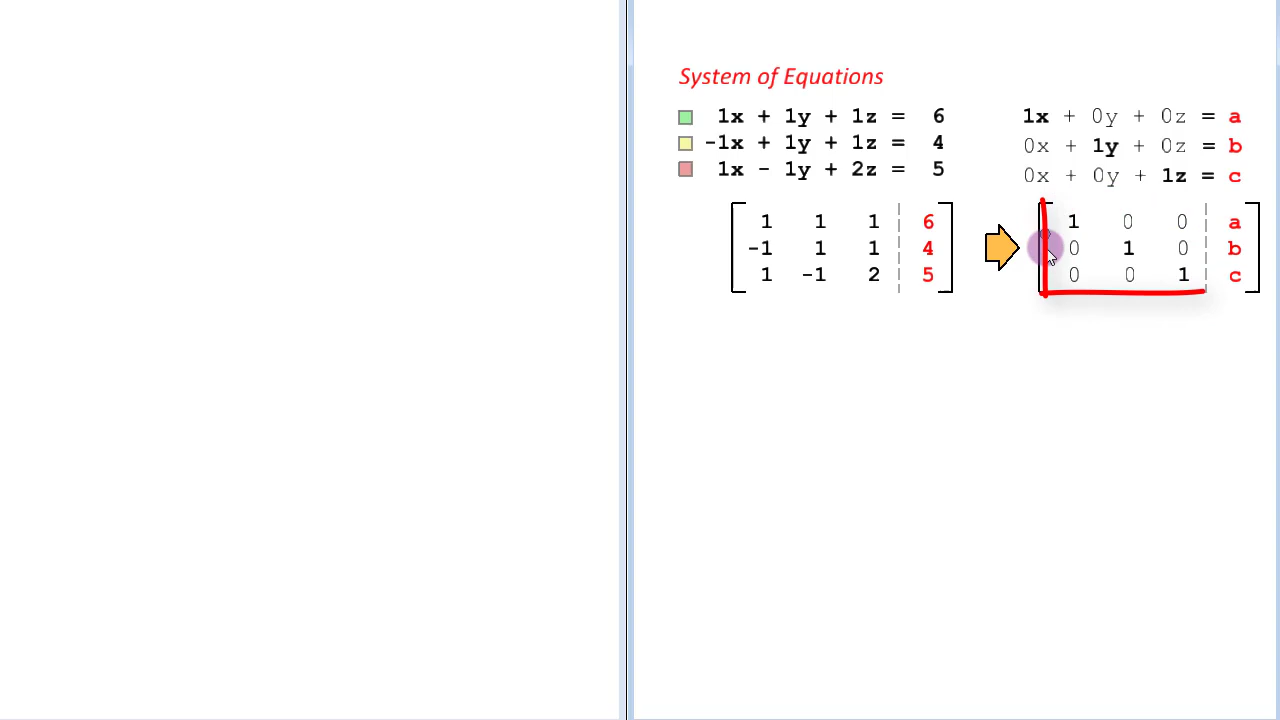 System of Equations
1x + 1y + 1z = 6
-1x + 1y + 1z = 4
1x - 1y + 2z = 5
1x + 0y + 0z = a
0x + 1y + 0z = b
0x + 0y + 1z = c
1 1 1 6
-1 1 1 4
1 -1 2 5
1 0 0 a
0 1 0 b
0 0 1 c